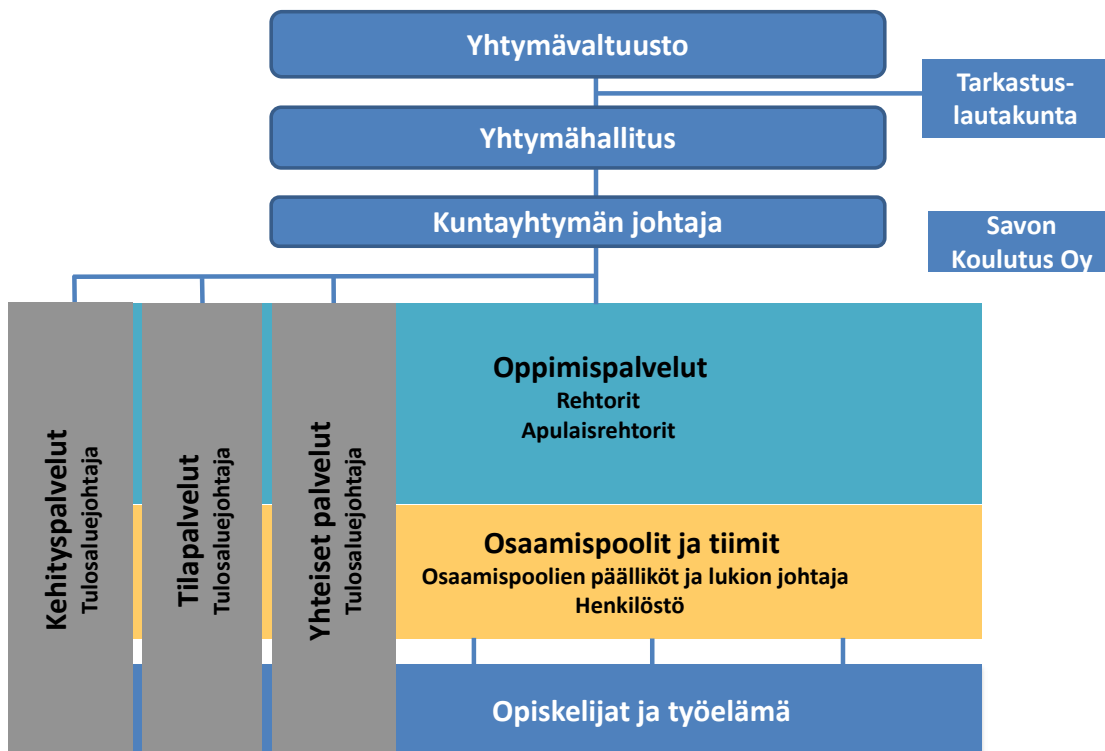 Yhtymävaltuusto
Tarkastus-
lautakunta
Yhtymähallitus
Kuntayhtymän johtaja
Savon
Koulutus Oy
Kehityspalvelut
Tulosaluejohtaja
Tilapalvelut
Tulosaluejohtaja
Yhteiset palvelut
Tulosaluejohtaja
Oppimispalvelut
Rehtorit
Apulaisrehtorit
Osaamispoolit ja tiimit
Osaamispoolien päälliköt ja lukion johtaja
Henkilöstö
Opiskelijat ja työelämä